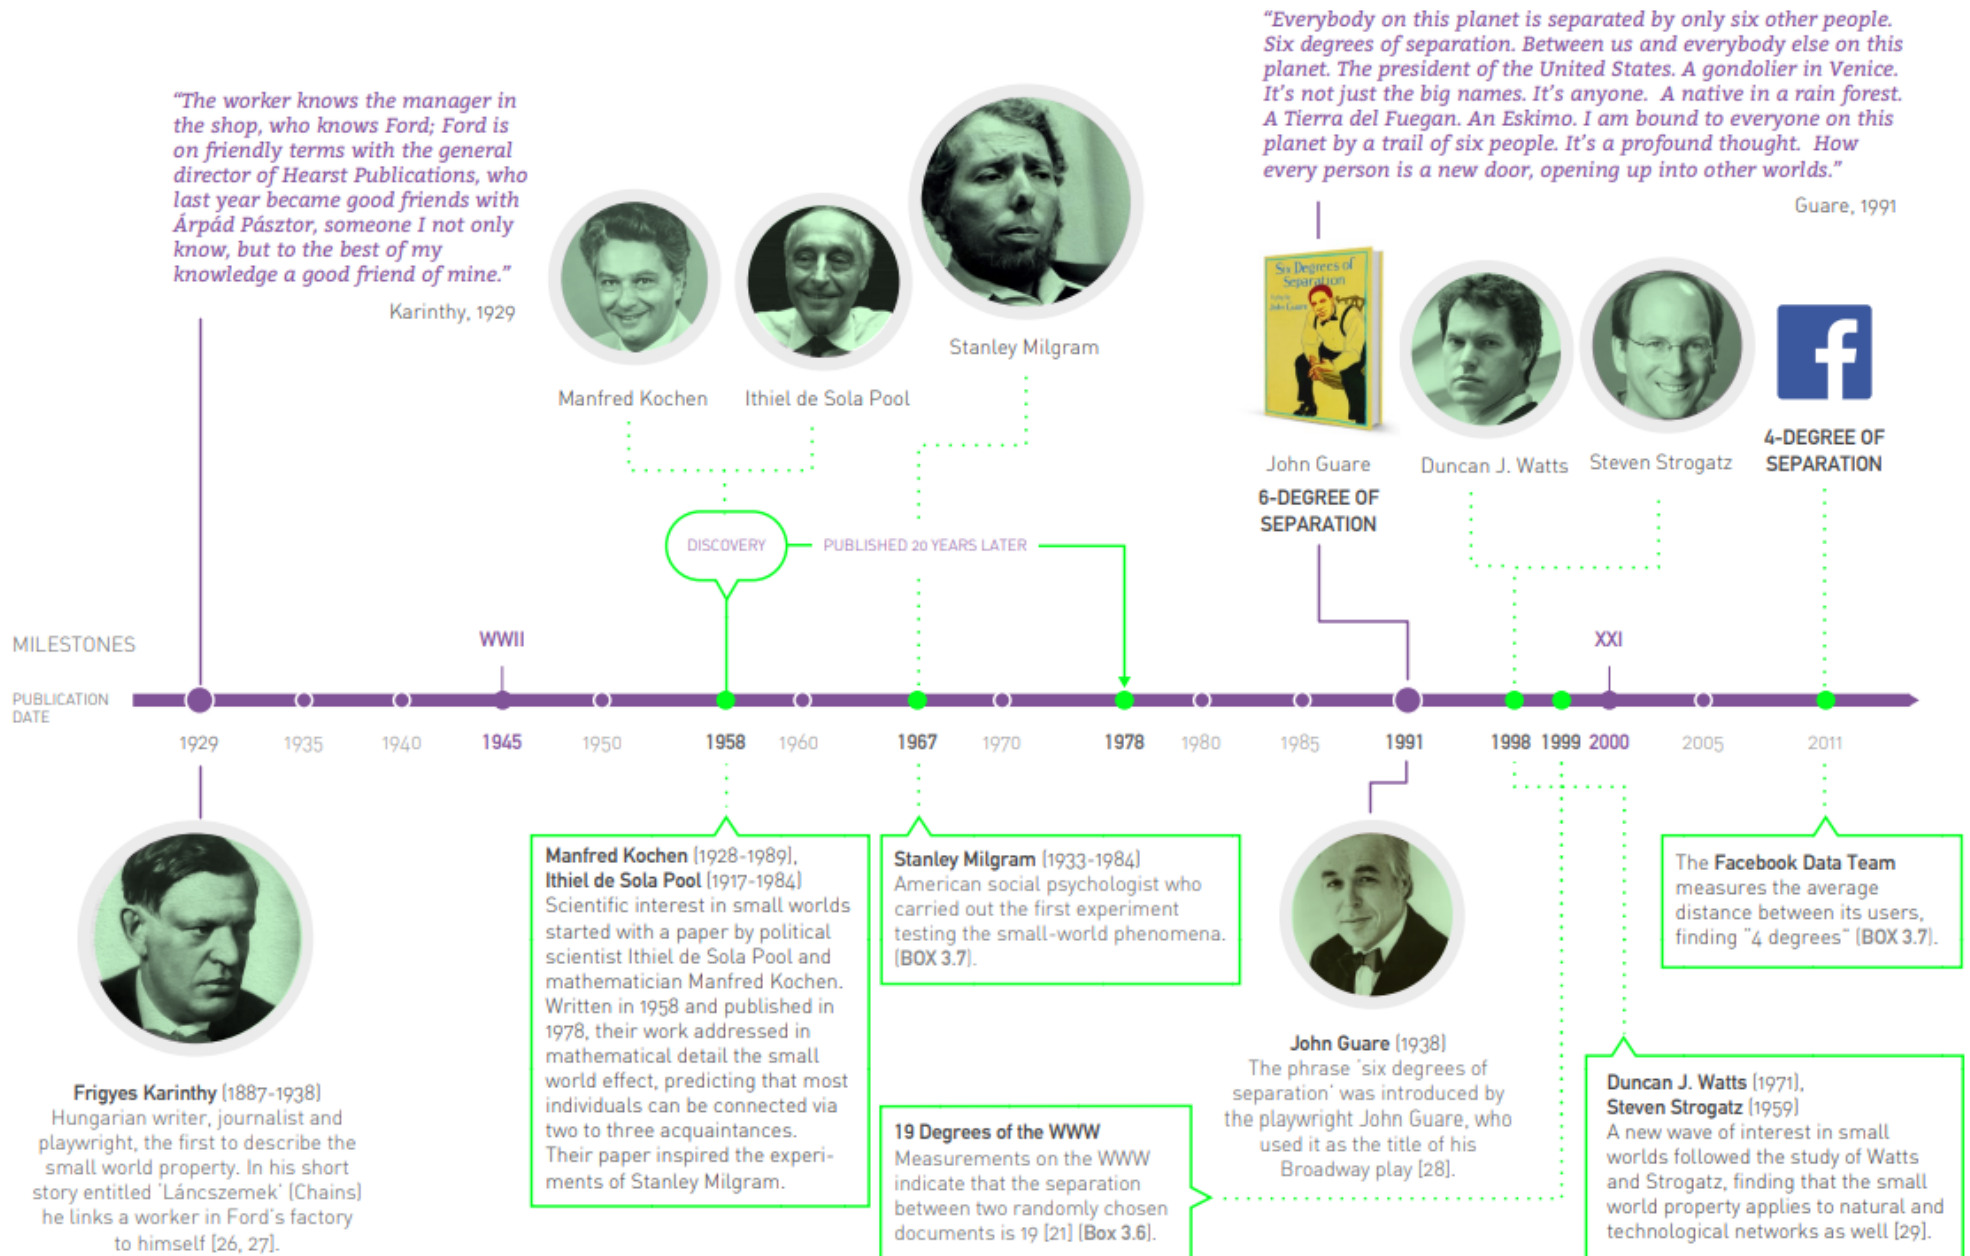 “Everybody on this planet is separated by only six other people.
Six degrees of separation. Between us and everybody else on this
planet. The president of the United States. A gondolier in Venice.
It’s not just the big names. It’s anyone. A native in a rain forest.
A Tierra del Fuegan. An Eskimo. I am bound to everyone on this
planet by a trail of six people. It’s a profound thought. How
every person is a new door, opening up into other worlds.”
Guare, 1991
“The worker knows the manager in
the shop, who knows Ford; Ford is
on friendly terms with the general
director of Hearst Publications, who
last year became good friends with
Árpád Pásztor, someone I not only
know, but to the best of my
knowledge a good friend of mine.”
Karinthy, 1929
Manfred Kochen
Ithiel de Sola Pool
Stanley Milgram
Six Degrees of
Separation
John Guare
John Guare
6-DEGREE OF
SEPARATION
Duncan J. Watts
Steven Strogatz
f
4-DEGREE OF
SEPARATION
DISCOVERY
PUBLISHED 20 YEARS LATER
MILESTONES
WWII
XXI
PUBLICATION
DATE
1929 1935 1940 1945 1950 1958 1960 1967 1970 1978 1980 1985 1991 1998 1999 2000 2005 2011
Frigyes Karinthy (1887-1938)
Hungarian writer, journalist and
playwright, the first to describe the
small world property. In his short
story entitled ‘Láncszemek’ (Chains)
he links a worker in Ford’s factory
to himself [26, 27].
Manfred Kochen (1928-1989),
Ithiel de Sola Pool (1917-1984)
Scientific interest in small worlds
started with a paper by political
scientist Ithiel de Sola Pool and
mathematician Manfred Kochen.
Written in 1958 and published in
1978, their work addressed in
mathematical detail the small
world effect, predicting that most
individuals can be connected via
two to three acquaintances.
Their paper inspired the experi-
ments of Stanley Milgram.
Stanley Milgram (1933-1984)
American social psychologist who
carried out the first experiment
testing the small-world phenomena.
(BOX 3.7).
19 Degrees of the WWW
Measurements on the WWW
indicate that the separation
between two randomly chosen
documents is 19 [21] (Box 3.6).
John Guare (1938)
The phrase ‘six degrees of
separation’ was introduced by
the playwright John Guare, who
used it as the title of his
Broadway play [28].
The Facebook Data Team
measures the average
distance between its users,
finding “4 degrees” (BOX 3.7).
Duncan J. Watts (1971),
Steven Strogatz (1959)
A new wave of interest in small
worlds followed the study of Watts
and Strogatz, finding that the small
world property applies to natural and
technological networks as well [29].